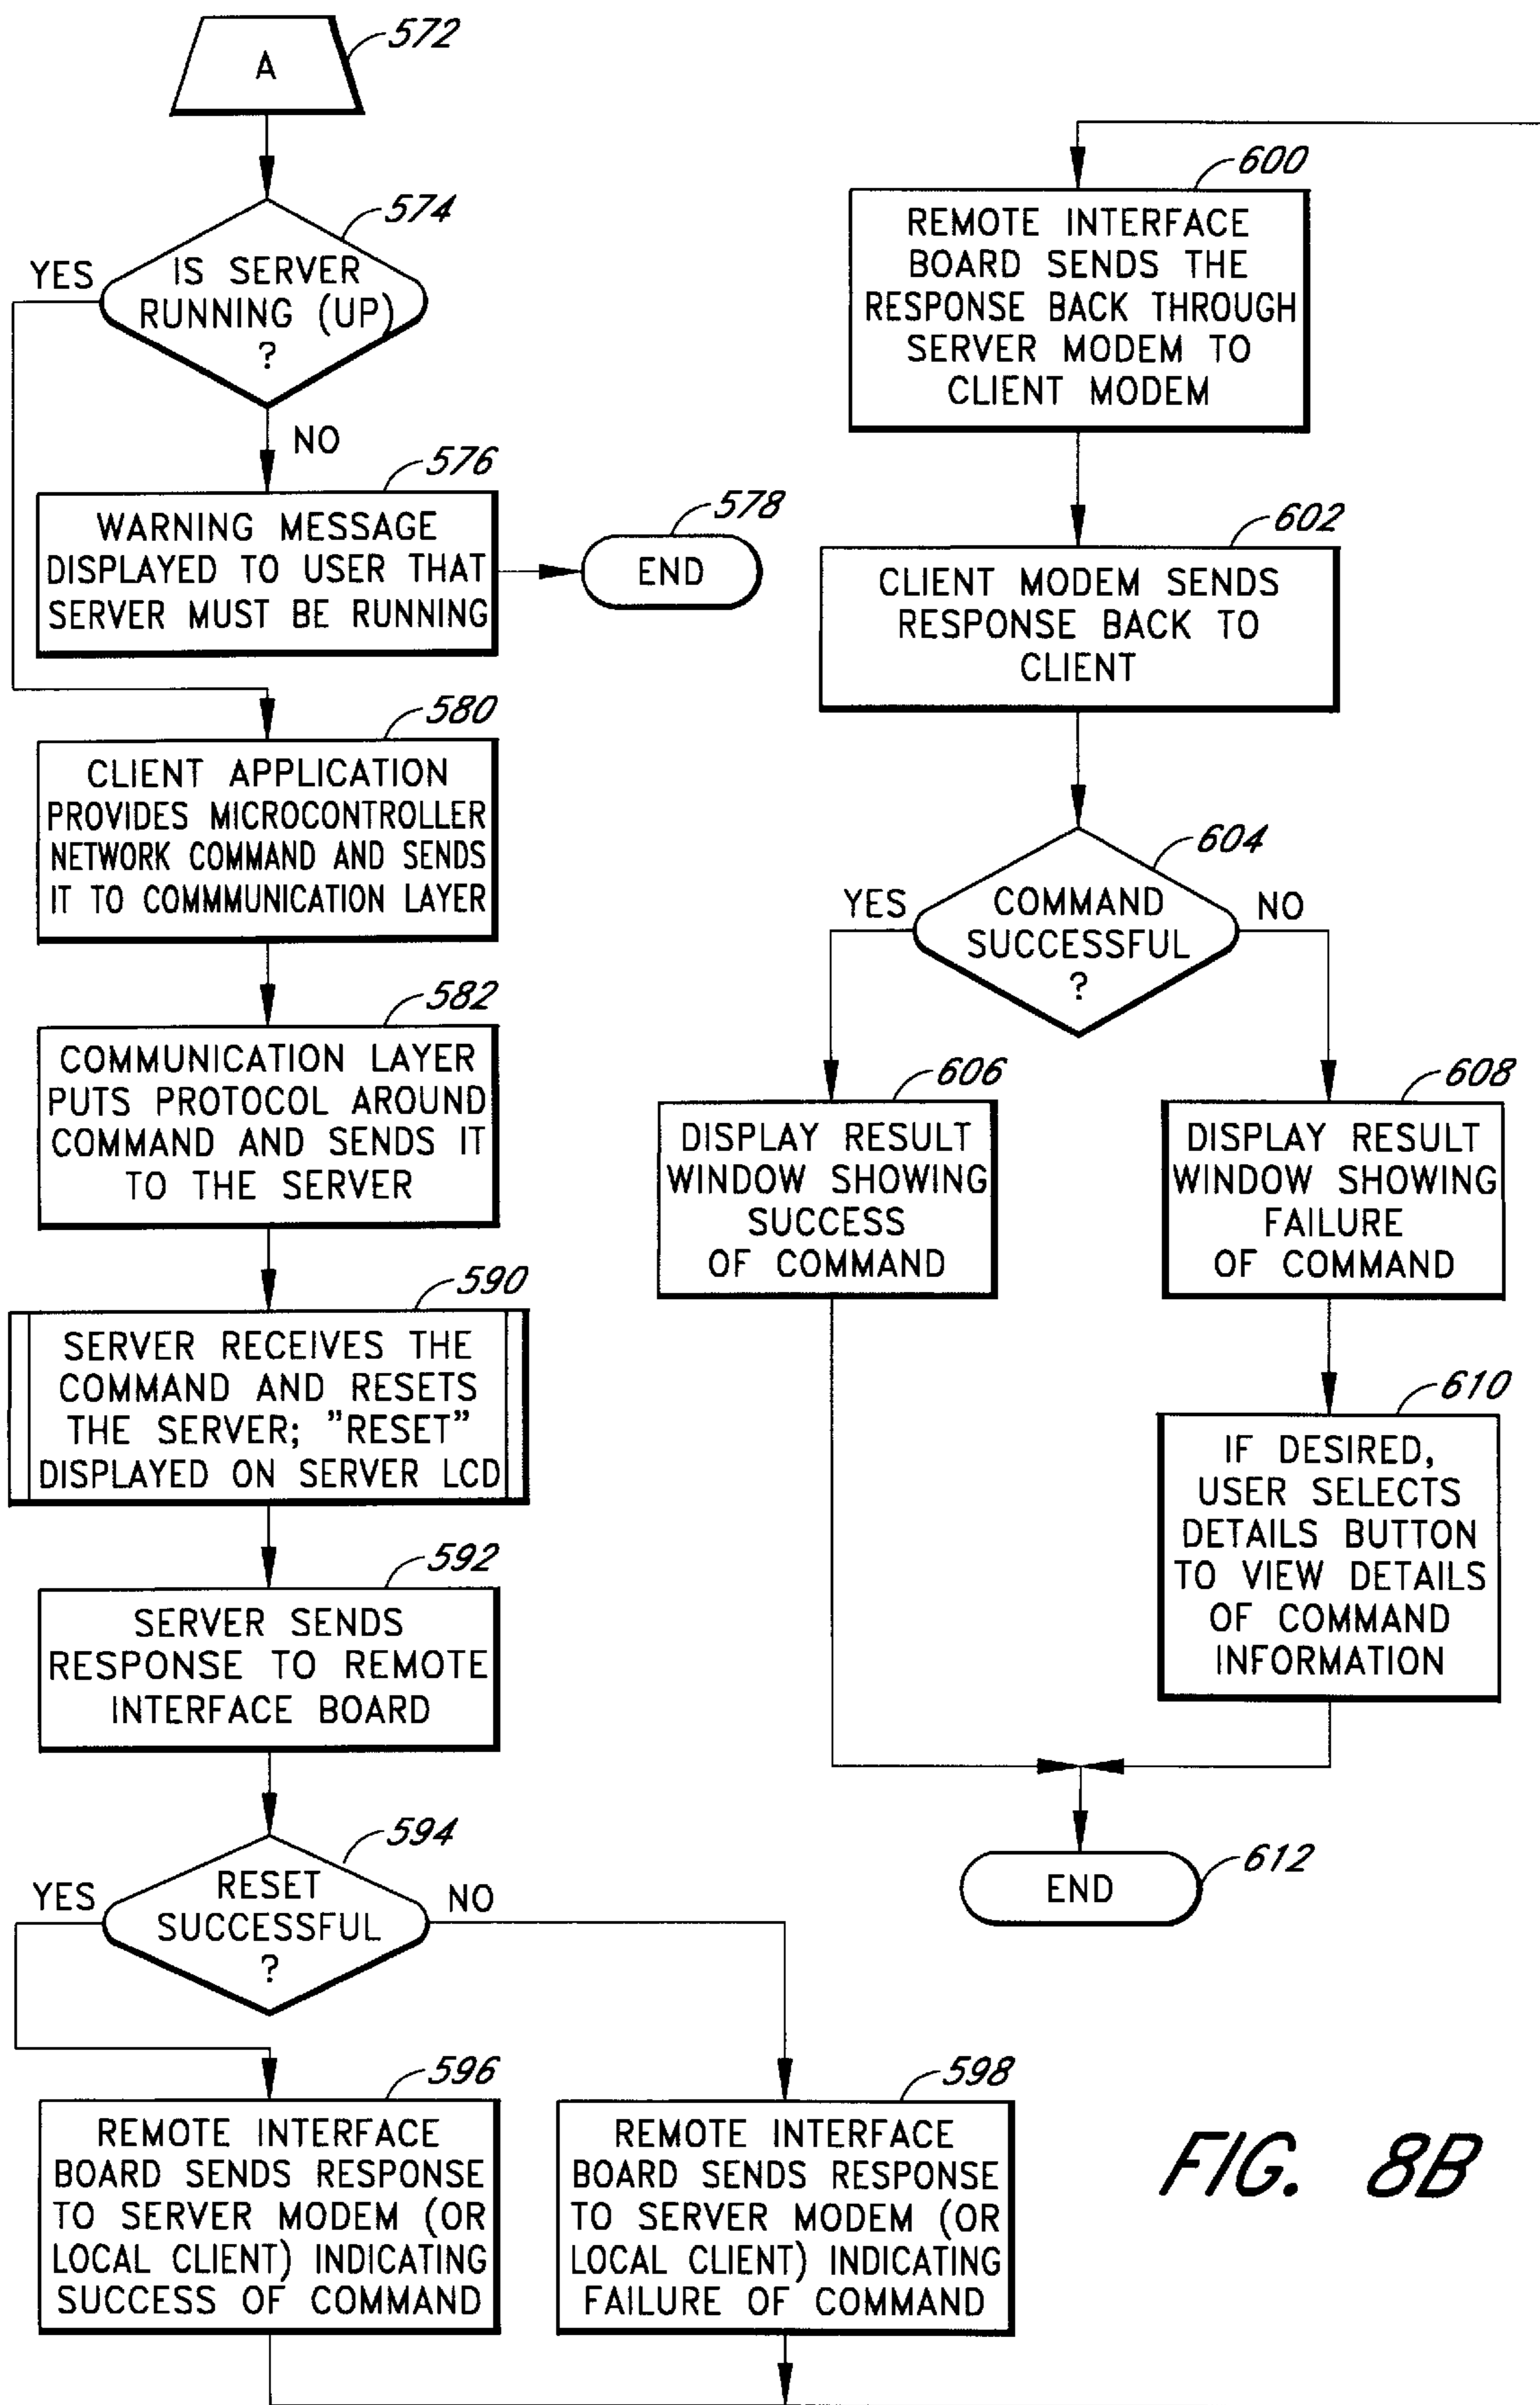 A
572
574
YES
IS SERVER
RUNNING (UP)
?
NO
576
WARNING MESSAGE
DISPLAYED TO USER THAT
SERVER MUST BE RUNNING
578
END
580
CLIENT APPLICATION
PROVIDES MICROCONTROLLER
NETWORK COMMAND AND SENDS
IT TO COMMMUNICATION LAYER
582
COMMUNICATION LAYER
PUTS PROTOCOL AROUND
COMMAND AND SENDS IT
TO THE SERVER
590
SERVER RECEIVES THE
COMMAND AND RESETS
THE SERVER; "RESET"
DISPLAYED ON SERVER LCD
592
SERVER SENDS
RESPONSE TO REMOTE
INTERFACE BOARD
594
YES
RESET
SUCCESSFUL
?
NO
596
REMOTE INTERFACE
BOARD SENDS RESPONSE
TO SERVER MODEM (OR
LOCAL CLIENT) INDICATING
SUCCESS OF COMMAND
598
REMOTE INTERFACE
BOARD SENDS RESPONSE
TO SERVER MODEM (OR
LOCAL CLIENT) INDICATING
FAILURE OF COMMAND
600
REMOTE INTERFACE
BOARD SENDS THE
RESPONSE BACK THROUGH
SERVER MODEM TO
CLIENT MODEM
602
CLIENT MODEM SENDS
RESPONSE BACK TO
CLIENT
604
YES
COMMAND
SUCCESSFUL
?
NO
606
DISPLAY RESULT
WINDOW SHOWING
SUCCESS
OF COMMAND
608
DISPLAY RESULT
WINDOW SHOWING
FAILURE
OF COMMAND
610
IF DESIRED,
USER SELECTS
DETAILS BUTTON
TO VIEW DETAILS
OF COMMAND
INFORMATION
612
END
FIG. 8B